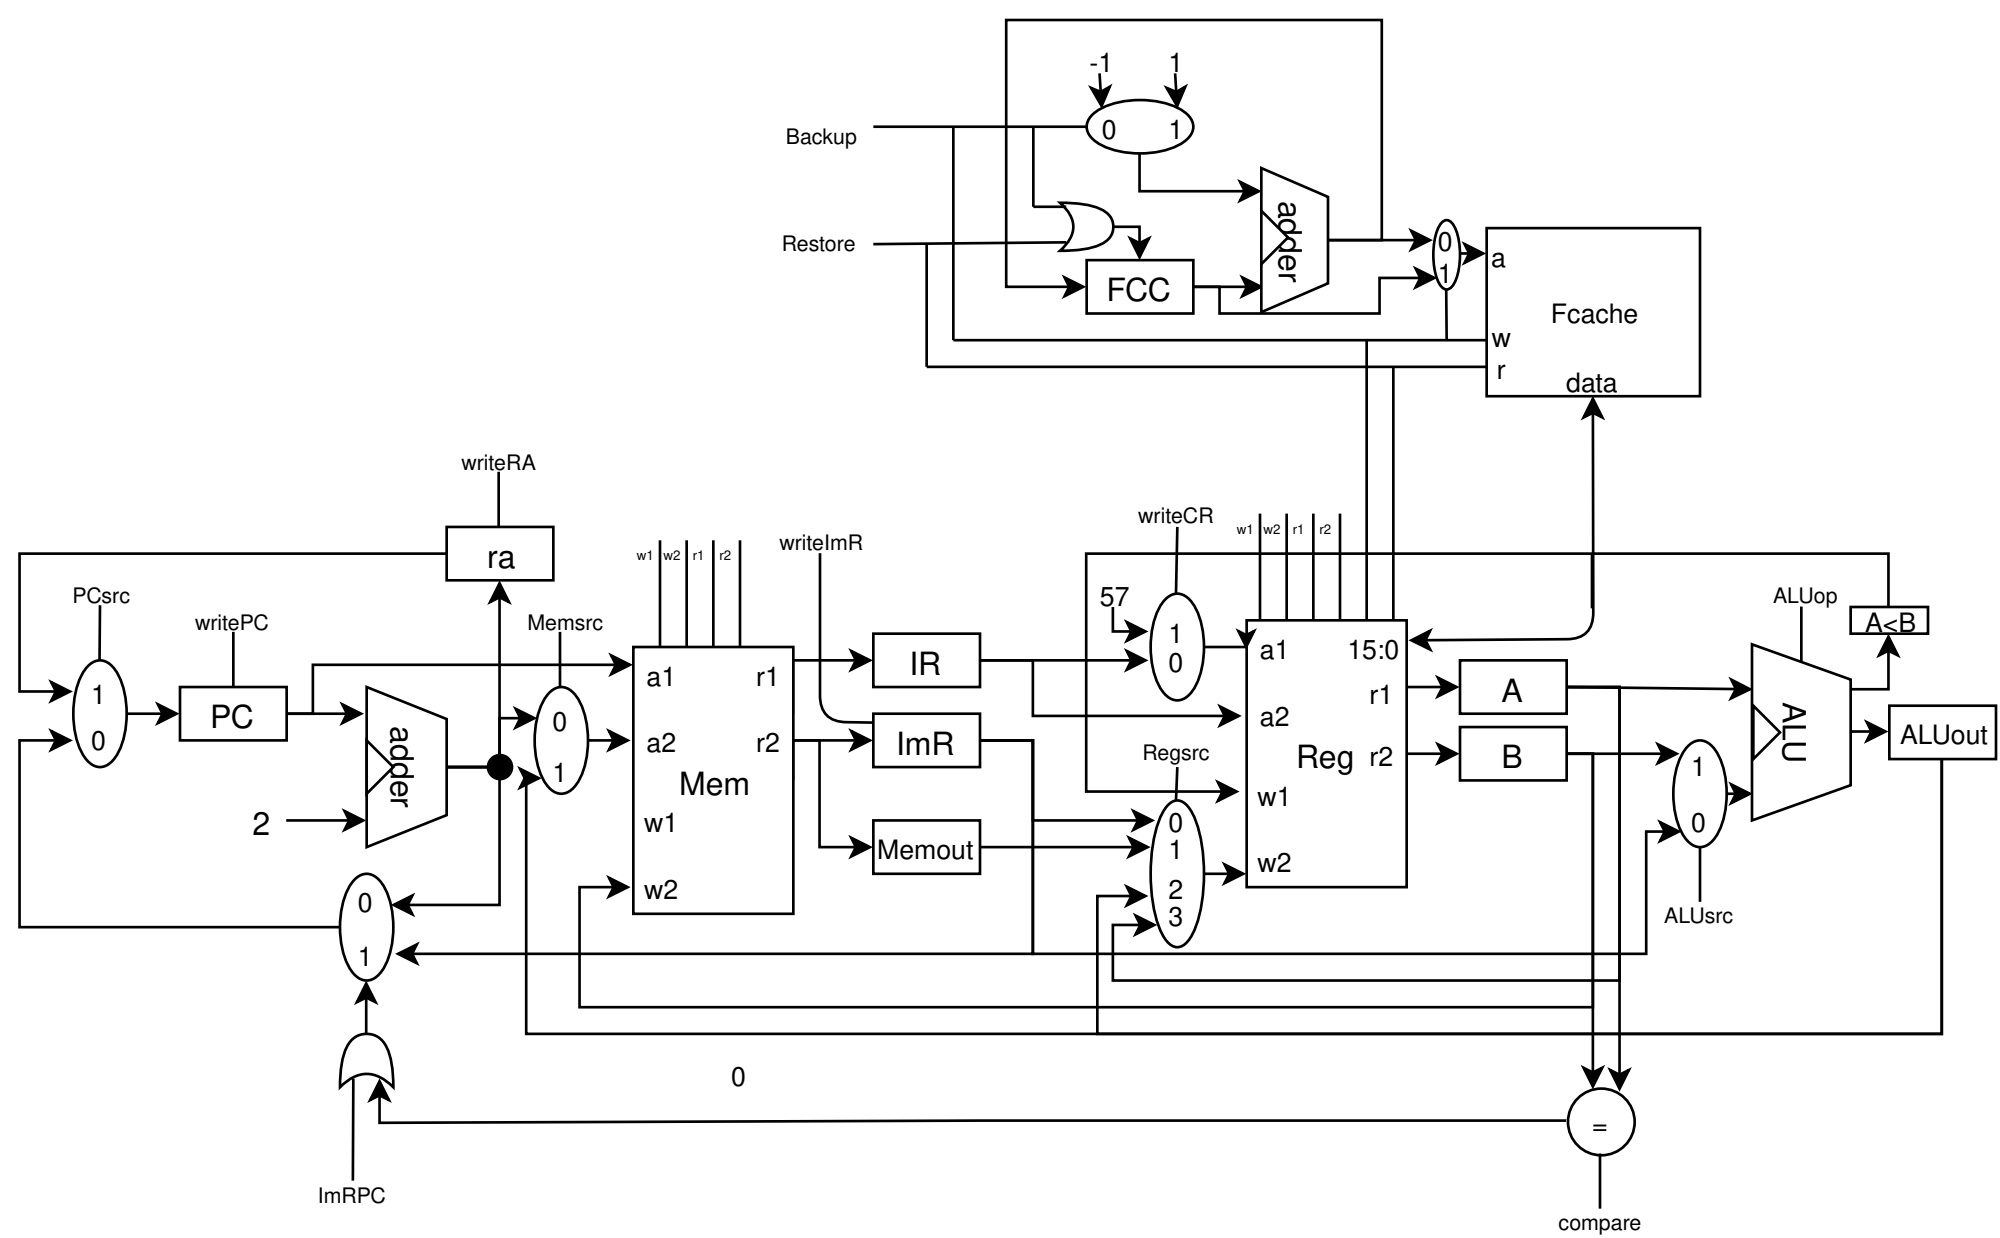 -1 1
Backup
0 1
adder
Restore
FCC
0
1
a
Fcache
w
r
data
writeRA
ra
PCsrc
writePC
Memsrc
w1 w2 r1 r2
writeImR
writeCR
w1 w2 r1 r2
57
ALUop
A<B
1
0
PC
adder
2
0
1
a1 r1
a2 r2
Mem
w1
w2
IR
ImR
Memout
1
0
Regsrc
0
1
2
3
a1 15:0
r1
a2
Reg r2
w1
w2
A
B
1
0
ALUsrc
ALU
ALUout
0
1
0
=
ImRPC
compare